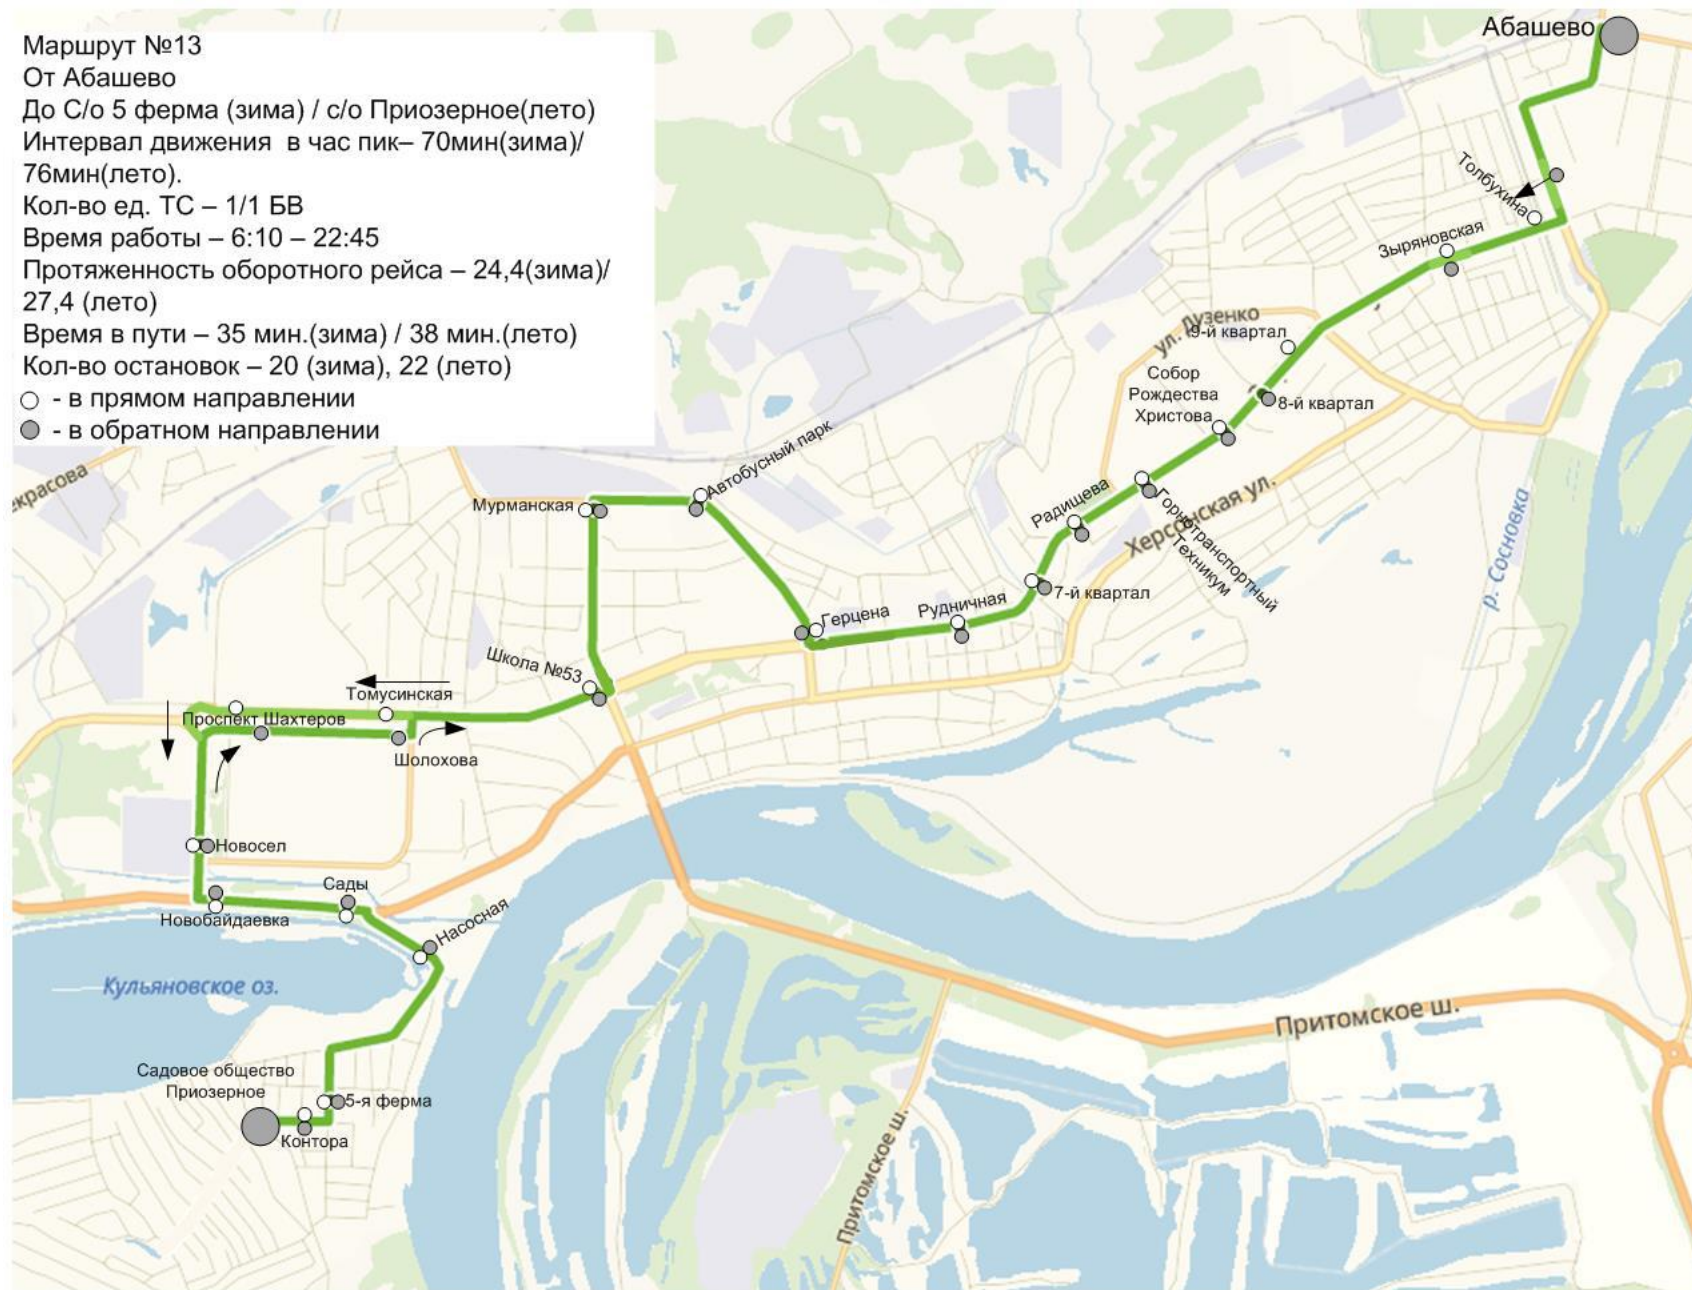 Маршрут №13
От Абашево
До С/о 5 ферма (зима) / с/о Приозерное(лето)
Интервал движения в час пик– 70мин(зима)/
76мин(лето).
Кол-во ед. ТС – 1/1 БВ
Время работы – 6:10 – 22:45
Протяженность оборотного рейса – 24,4(зима)/
27,4 (лето)
Время в пути – 35 мин.(зима) / 38 мин.(лето)
Кол-во остановок – 20 (зима), 22 (лето)
- в прямом направлении
- в обратном направлении
Абашево
Толбухина
Зыряновская
ул. Лузенко
9-й квартал
Собор
Рождества
Христова
8-й квартал
екрасова
Автобусный парк
Мурманская
Радищева
Горнотранспортный
Техникум
Херсонская ул.
р. Сосновка
7-й квартал
Рудничная
Герцена
Школа №53
Томусинская
Проспект Шахтеров
Шолохова
Новосел
Сады
Новобайдаевка
Насосная
Кульяновское оз.
Притомское ш.
Садовое общество
Приозерное
5-я ферма
Контора
Притомское ш.